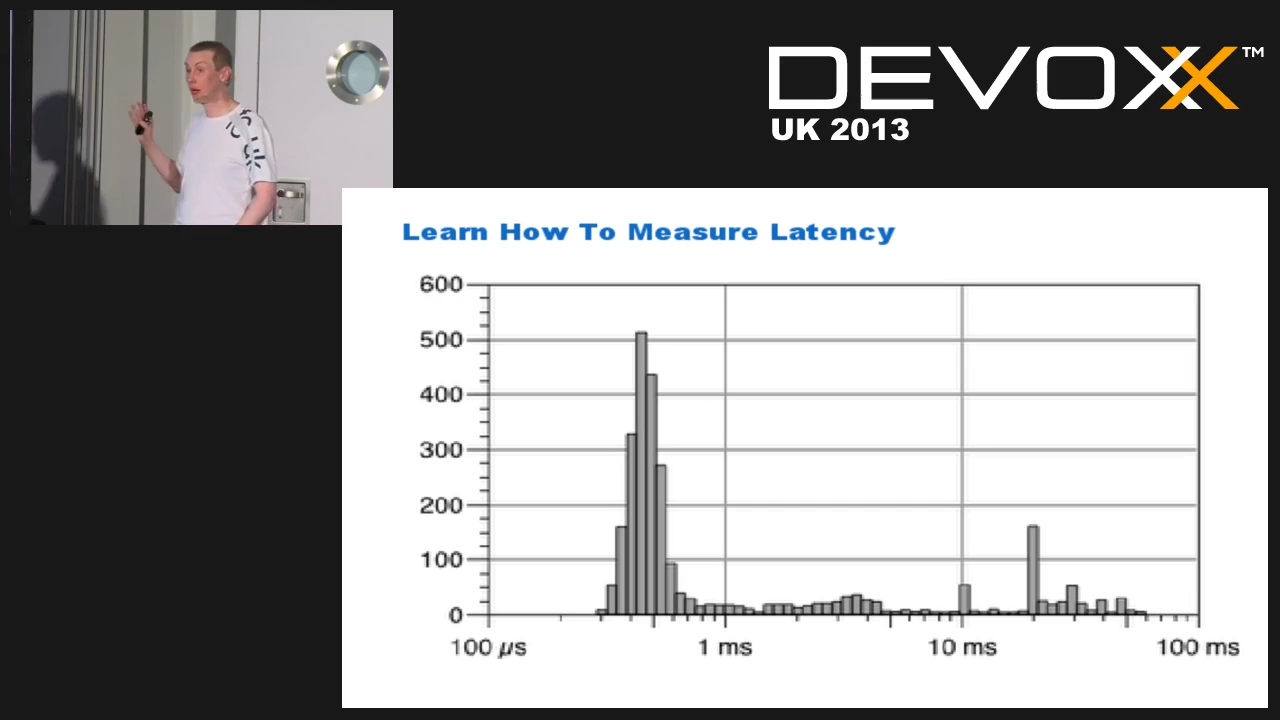 DEVOXX™
UK 2013
Learn How To Measure Latency
600
500
400
300
200
100
0
100 µs
1 ms
10 ms
100 ms